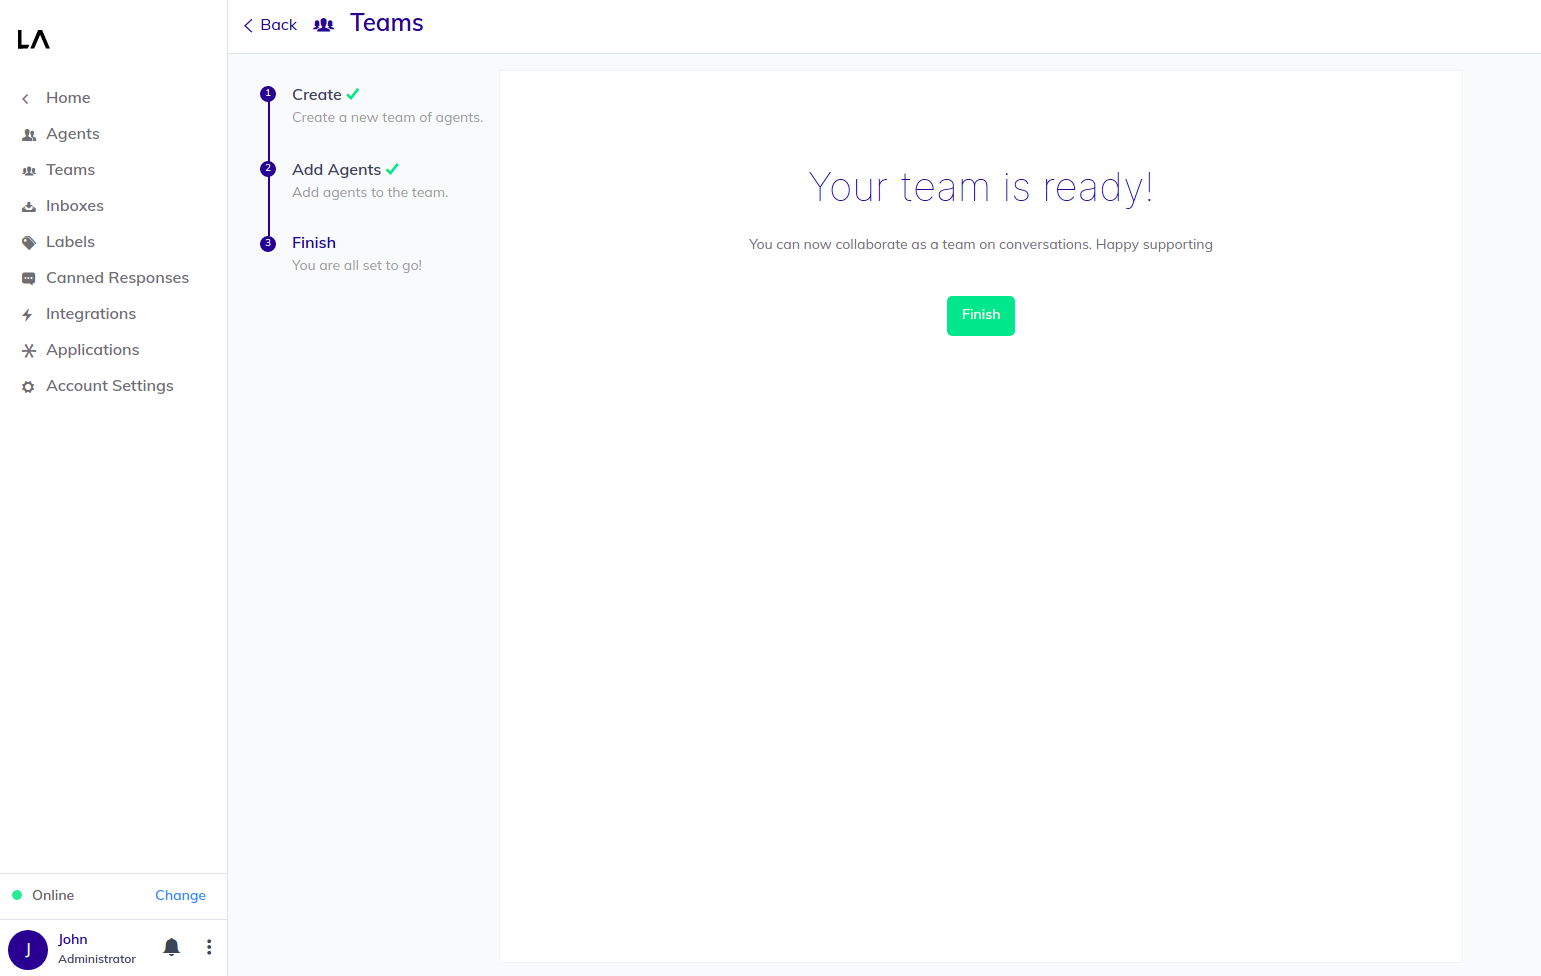 LA
Home
Agents
Teams
Inboxes
Labels
Canned Responses
Integrations
Applications
Account Settings
Online Change
J
John
Administrator
Back Teams
1 Create
Create a new team of agents.
2 Add Agents
Add agents to the team.
3 Finish
You are all set to go!
Your team is ready!
You can now collaborate as a team on conversations. Happy supporting
Finish